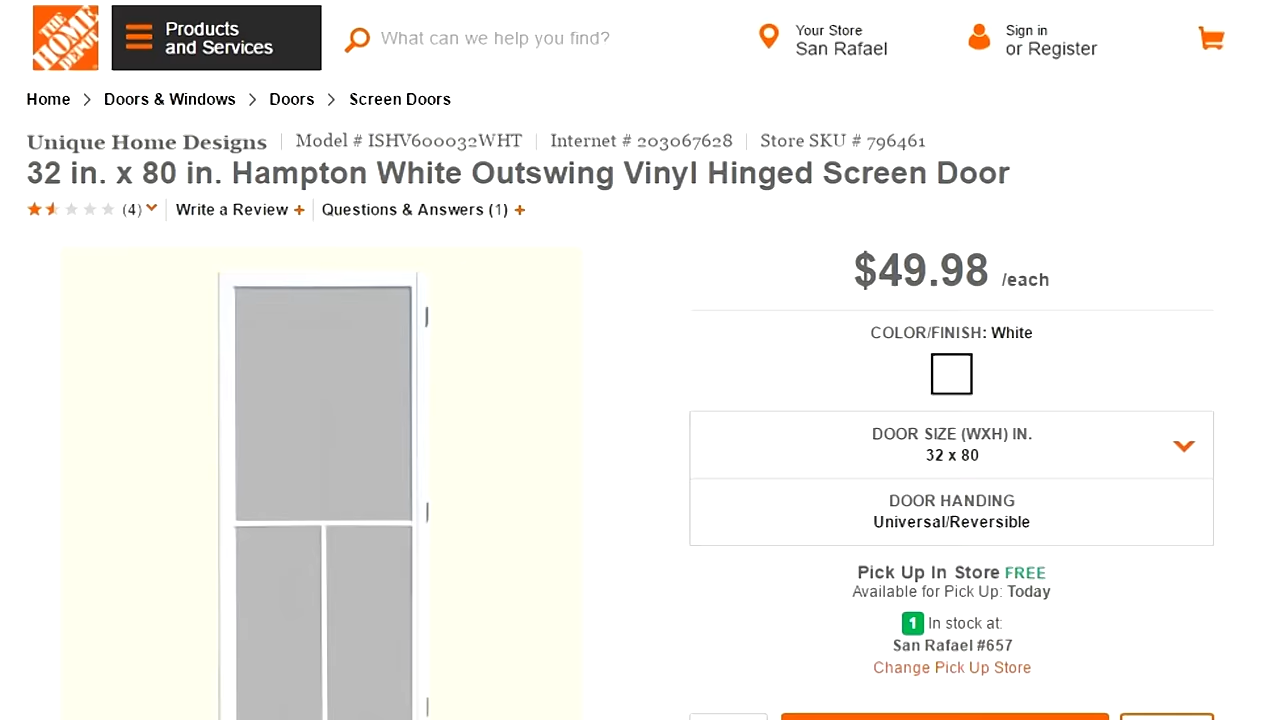 THE HOME DEPOT
Products and Services
What can we help you find?
Your Store
San Rafael
Sign in
or Register
Home > Doors & Windows > Doors > Screen Doors
Unique Home Designs | Model # ISHV600032WHT | Internet # 203067628 | Store SKU # 796461
32 in. x 80 in. Hampton White Outswing Vinyl Hinged Screen Door
(4) | Write a Review + | Questions & Answers (1) +
$49.98 /each
COLOR/FINISH: White
DOOR SIZE (WXH) IN.
32 x 80
DOOR HANDING
Universal/Reversible
Pick Up In Store FREE
Available for Pick Up: Today
1 In stock at:
San Rafael #657
Change Pick Up Store